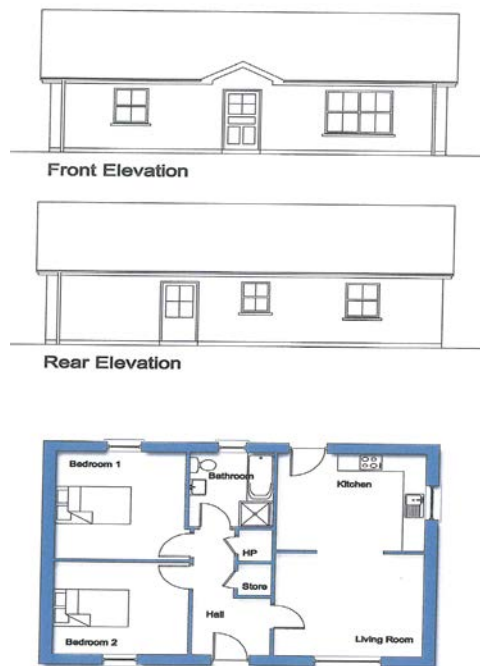 Front Elevation
Rear Elevation
Bedroom 1
Bathroom
Kitchen
HP
Store
Hall
Bedroom 2
Living Room